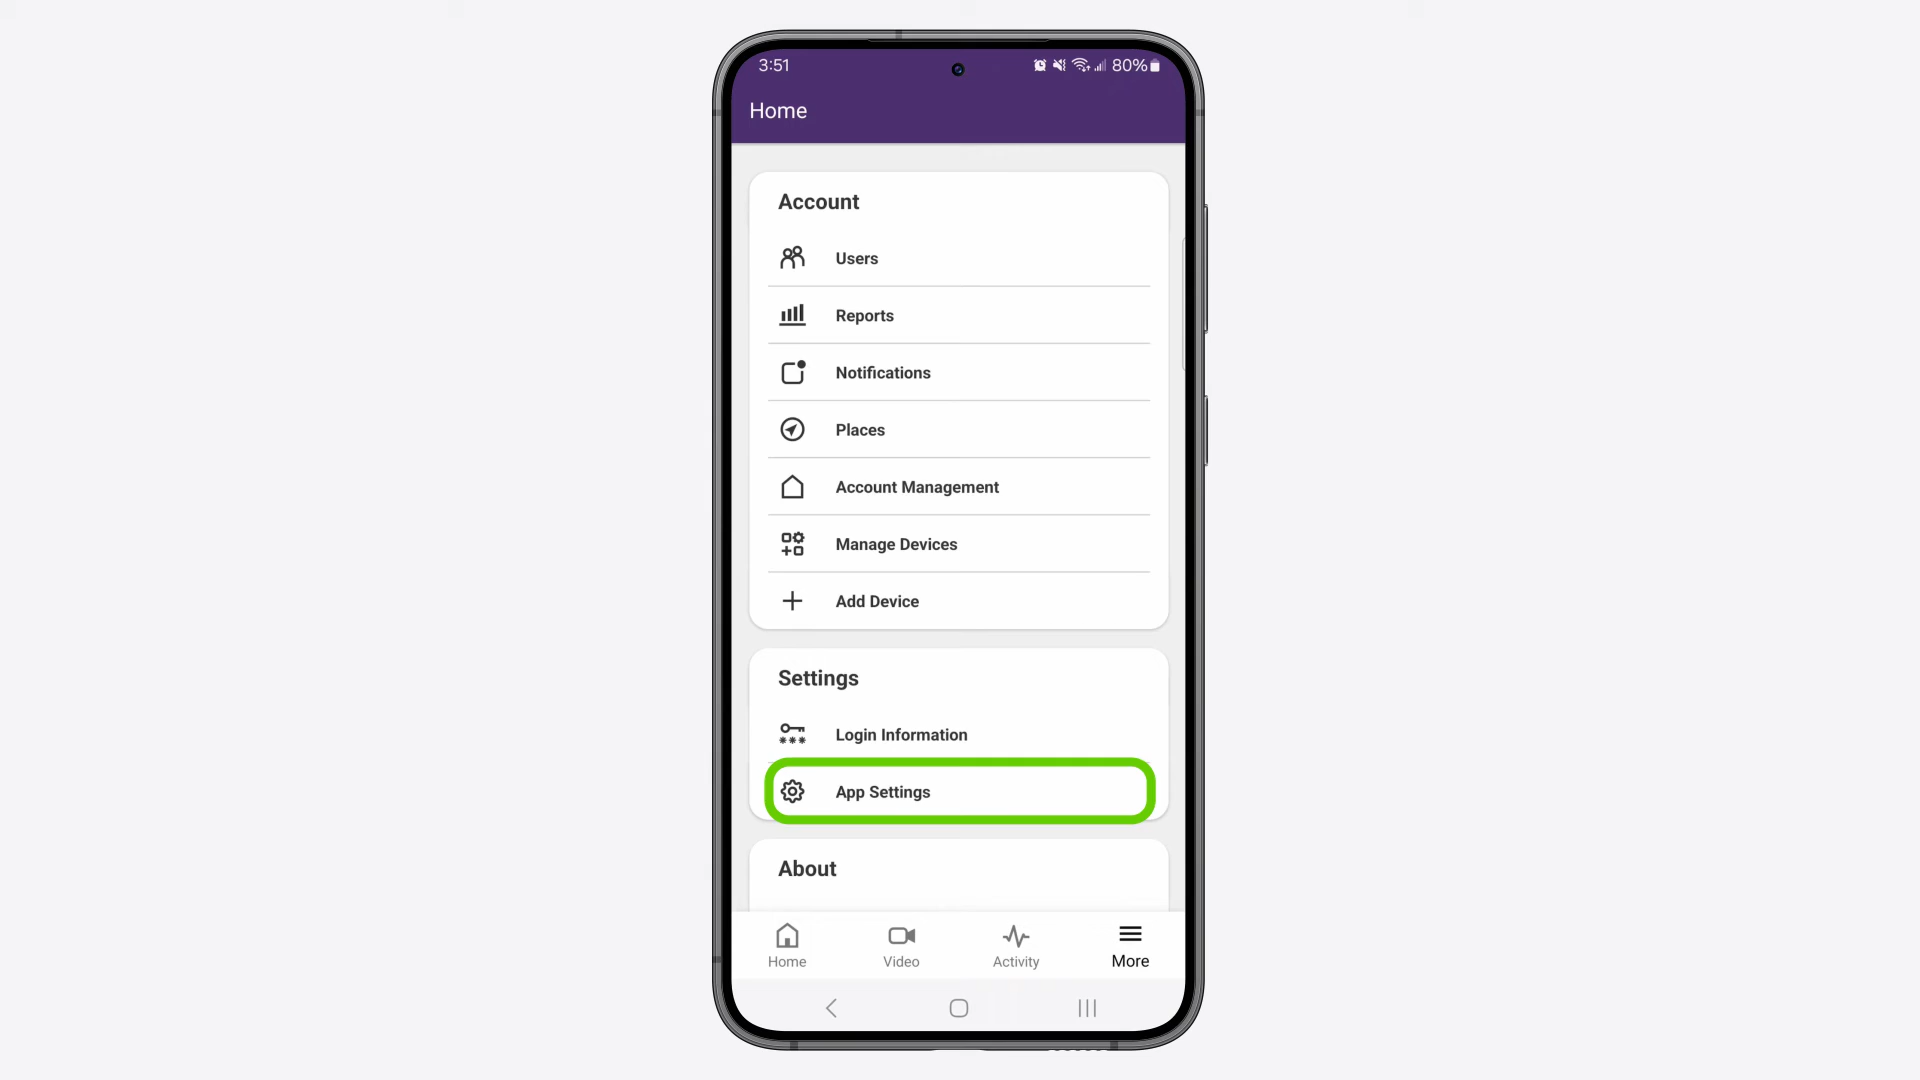 3:51
80%
Home
Account
Users
Reports
Notifications
Places
Account Management
Manage Devices
Add Device
Settings
Login Information
App Settings
About
Home Video Activity More